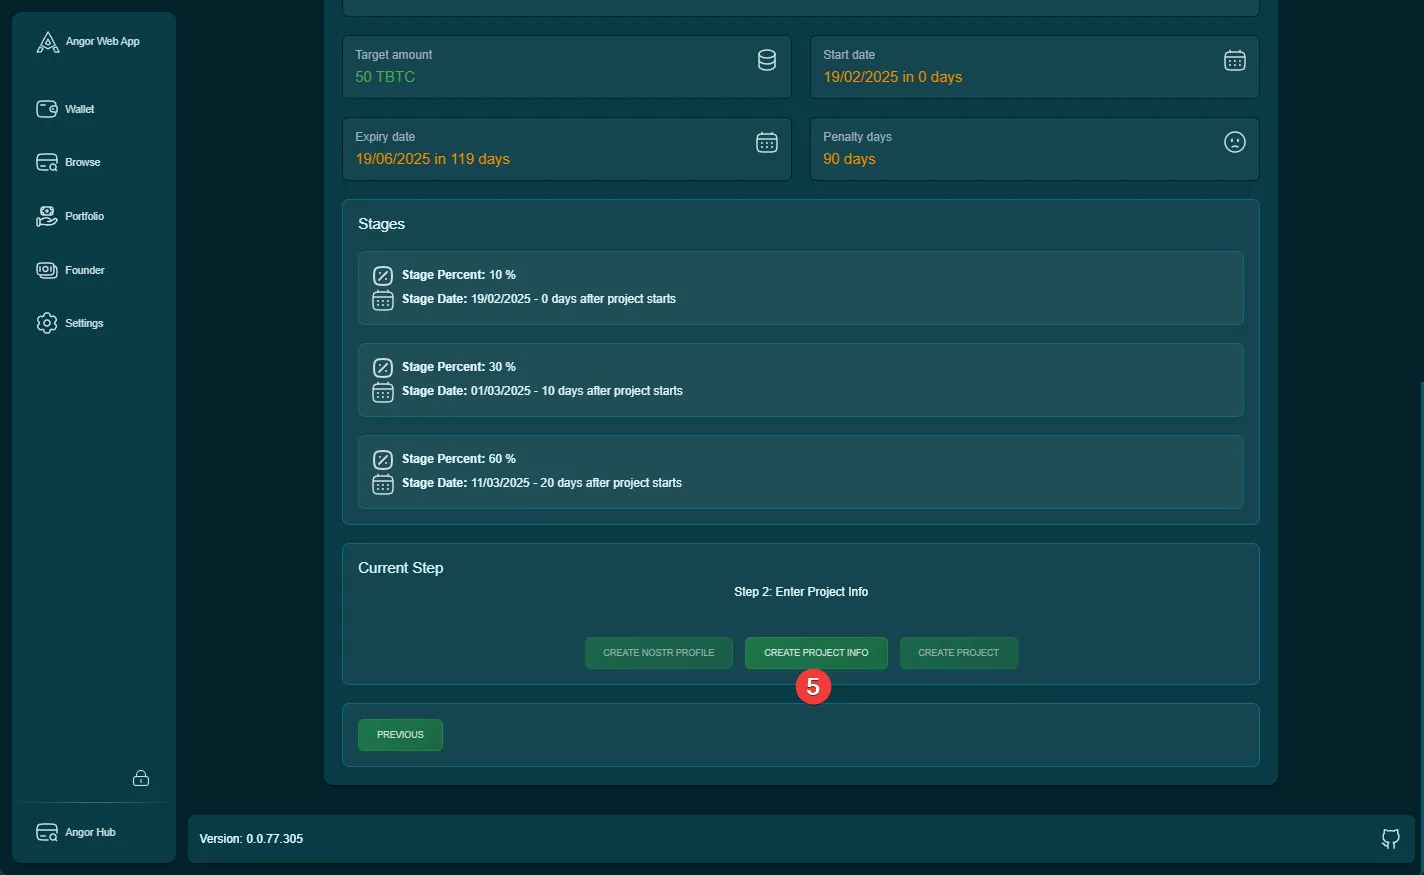 Angor Web App
Wallet
Browse
Portfolio
Founder
Settings
Angor Hub
Target amount
50 TBTC
Start date
19/02/2025 in 0 days
Expiry date
19/06/2025 in 119 days
Penalty days
90 days
Stages
Stage Percent: 10 %
Stage Date: 19/02/2025 - 0 days after project starts
Stage Percent: 30 %
Stage Date: 01/03/2025 - 10 days after project starts
Stage Percent: 60 %
Stage Date: 11/03/2025 - 20 days after project starts
Current Step
Step 2: Enter Project Info
CREATE NOSTR PROFILE
CREATE PROJECT INFO
CREATE PROJECT
5
PREVIOUS
Version: 0.0.77.305